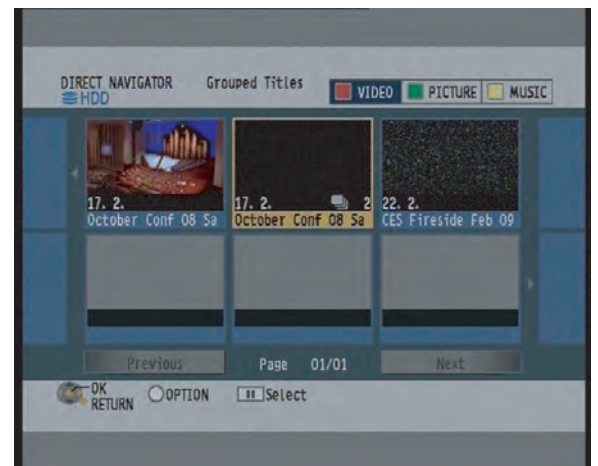 DIRECT NAVIGATOR Grouped Titles
HDD
VIDEO PICTURE MUSIC
17. 2.
October Conf 08 Sa
17. 2. 2
October Conf 08 Sa
22. 2.
CES Fireside Feb 09
Previous Page 01/01 Next
OK
RETURN
OPTION
Select